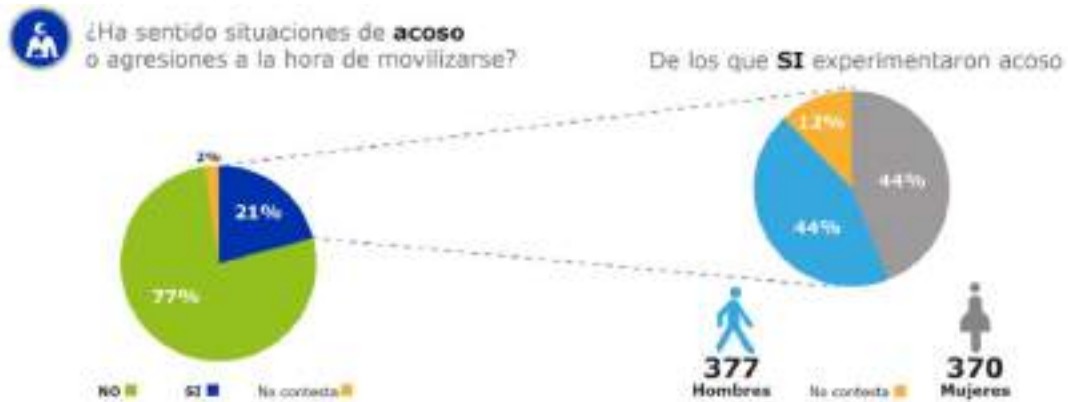 ¿Ha sentido situaciones de acoso
o agresiones a la hora de movilizarse?
De los que SI experimentaron acoso
2%
21%
77%
NO
SI
No contesta
12%
44%
44%
377
Hombres
No contesta
370
Mujeres